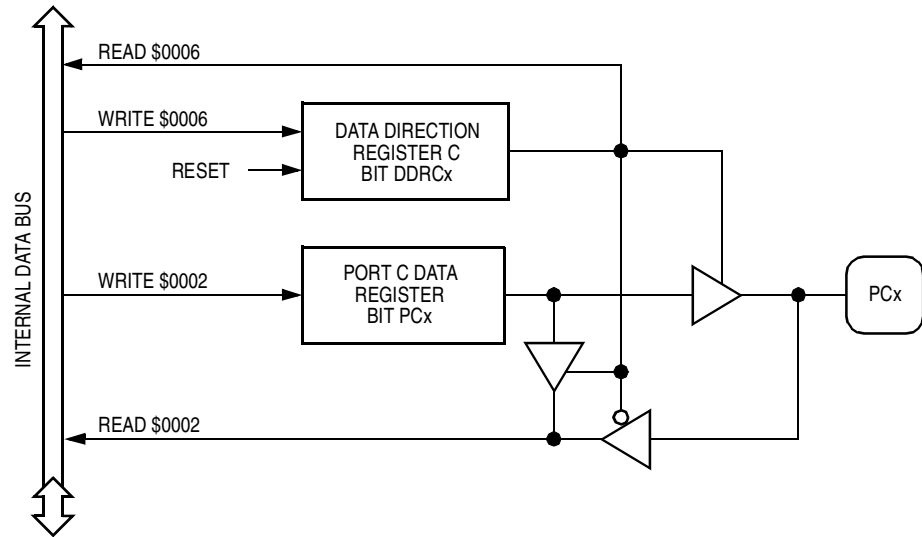 READ $0006
WRITE $0006
DATA DIRECTION
REGISTER C
BIT DDRCx
RESET
INTERNAL DATA BUS
WRITE $0002
PORT C DATA
REGISTER
BIT PCx
PCx
READ $0002